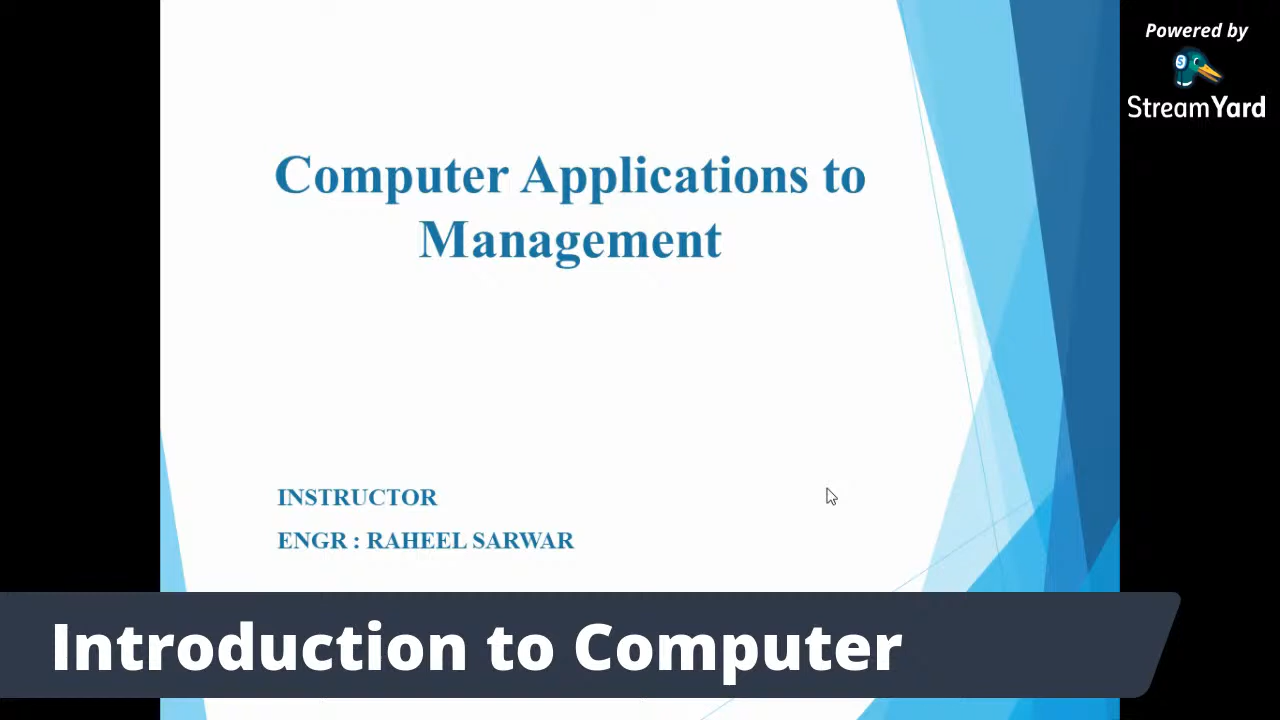 Powered by
StreamYard
Computer Applications to
Management
INSTRUCTOR
ENGR : RAHEEL SARWAR
Introduction to Computer